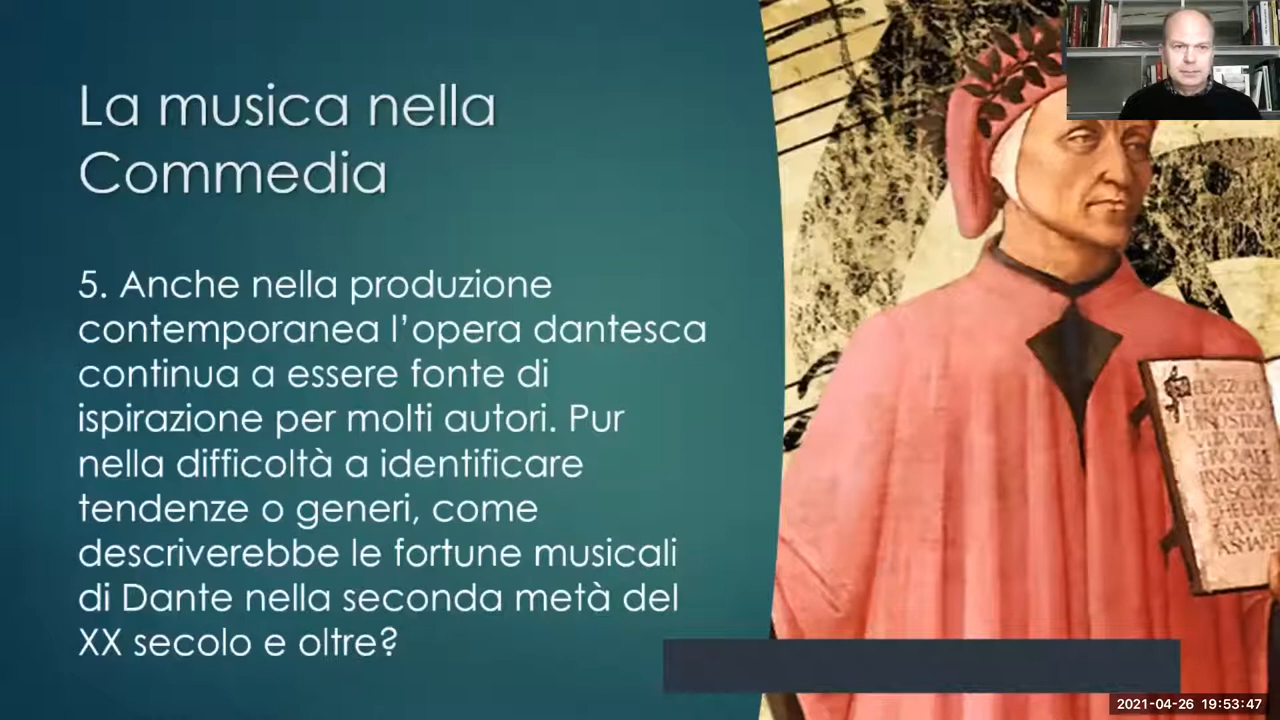 La musica nella
Commedia
5. Anche nella produzione
contemporanea l’opera dantesca
continua a essere fonte di
ispirazione per molti autori. Pur
nella difficoltà a identificare
tendenze o generi, come
descriverebbe le fortune musicali
di Dante nella seconda metà del
XX secolo e oltre?
2021-04-26 19:53:47